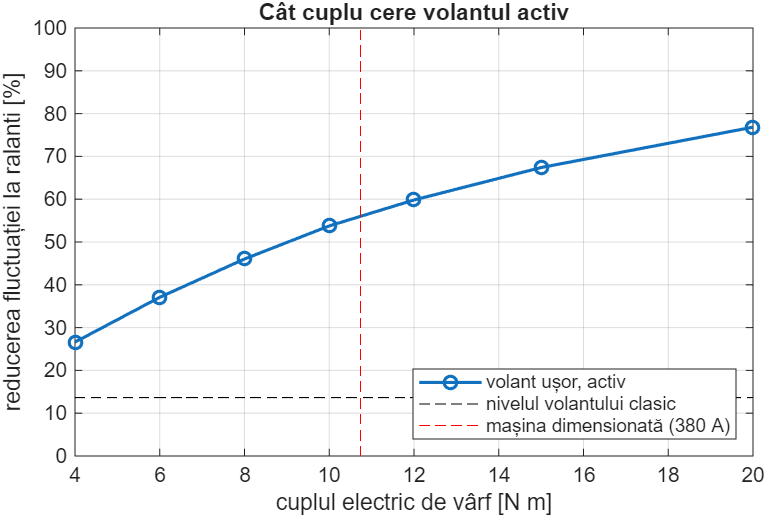 Cât cuplu cere volantul activ
reducerea fluctuației la ralanti [%]
100
90
80
70
60
50
40
30
20
10
0
4 6 8 10 12 14 16 18 20
cuplul electric de vârf [N m]
volant ușor, activ
nivelul volantului clasic
mașina dimensionată (380 A)